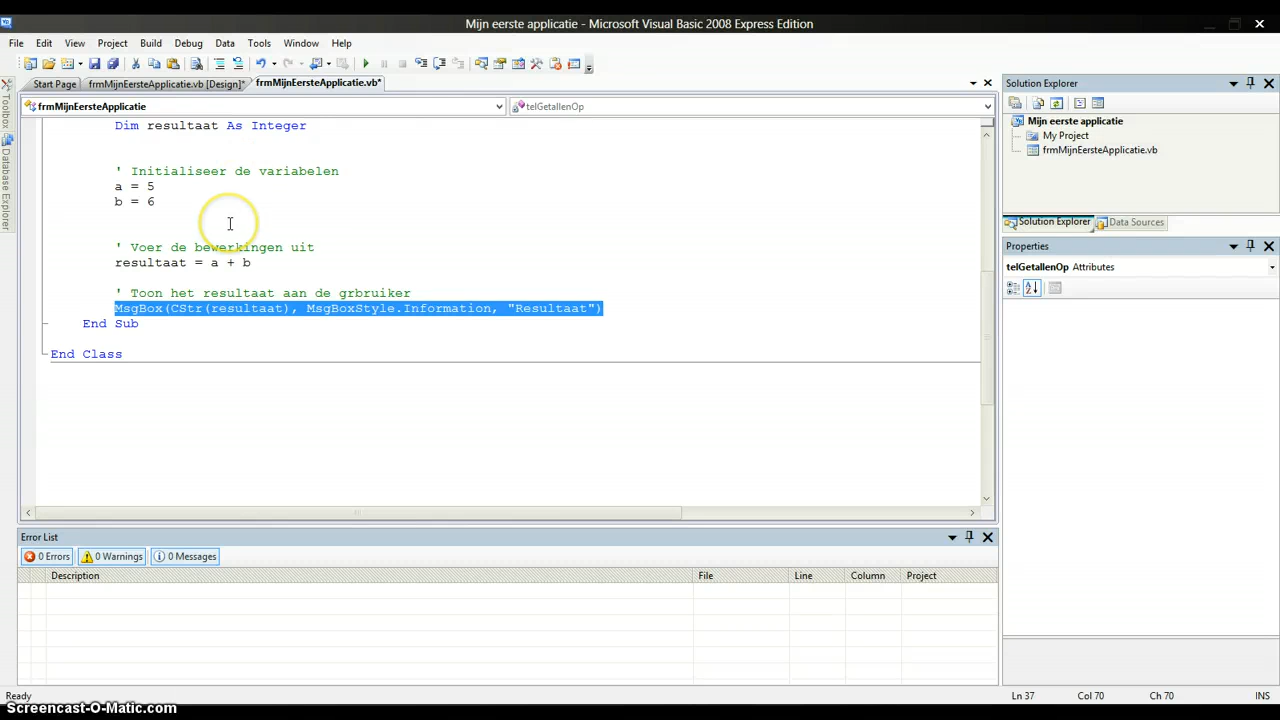 Mijn eerste applicatie - Microsoft Visual Basic 2008 Express Edition
File Edit View Project Build Debug Data Tools Window Help
Start Page frmMijnEersteApplicatie.vb [Design]* frmMijnEersteApplicatie.vb*
frmMijnEersteApplicatie telGetallenOp
Toolbox
Database Explorer
Dim resultaat As Integer
' Initialiseer de variabelen
a = 5
b = 6
' Voer de bewerkingen uit
resultaat = a + b
' Toon het resultaat aan de grbruiker
MsgBox(CStr(resultaat), MsgBoxStyle.Information, "Resultaat")
End Sub
End Class
Solution Explorer
Mijn eerste applicatie
My Project
frmMijnEersteApplicatie.vb
Solution Explorer Data Sources
Properties
telGetallenOp Attributes
Error List
0 Errors 0 Warnings 0 Messages
Description File Line Column Project
Ready Ln 37 Col 70 Ch 70 INS
Screencast-O-Matic.com